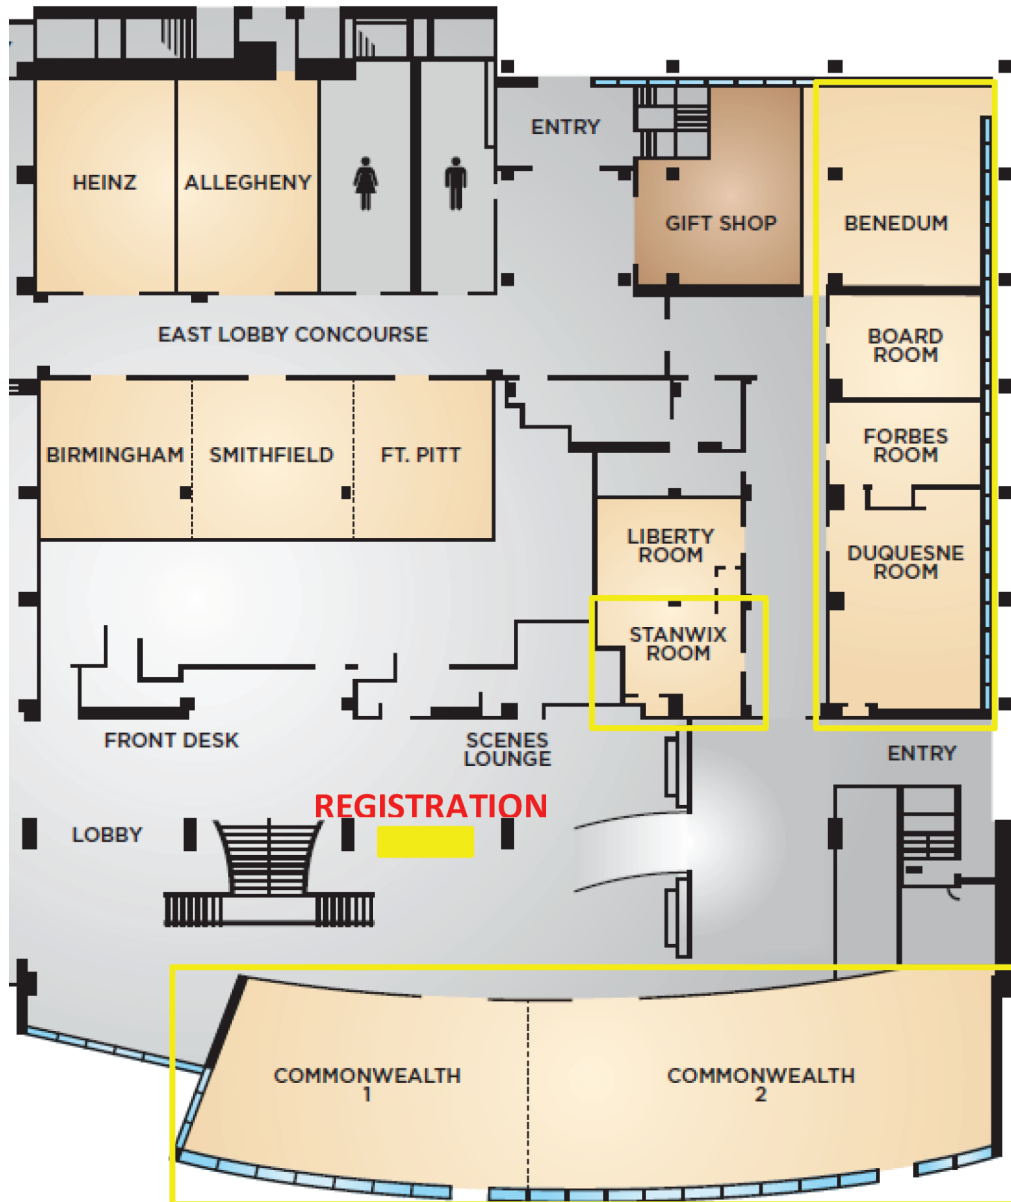 ENTRY
HEINZ
ALLEGHENY
GIFT SHOP
BENEDUM
EAST LOBBY CONCOURSE
BOARD
ROOM
BIRMINGHAM
SMITHFIELD
FT. PITT
FORBES
ROOM
LIBERTY
ROOM
DUQUESNE
ROOM
STANWIX
ROOM
FRONT DESK
SCENES
LOUNGE
ENTRY
REGISTRATION
LOBBY
COMMONWEALTH
1
COMMONWEALTH
2